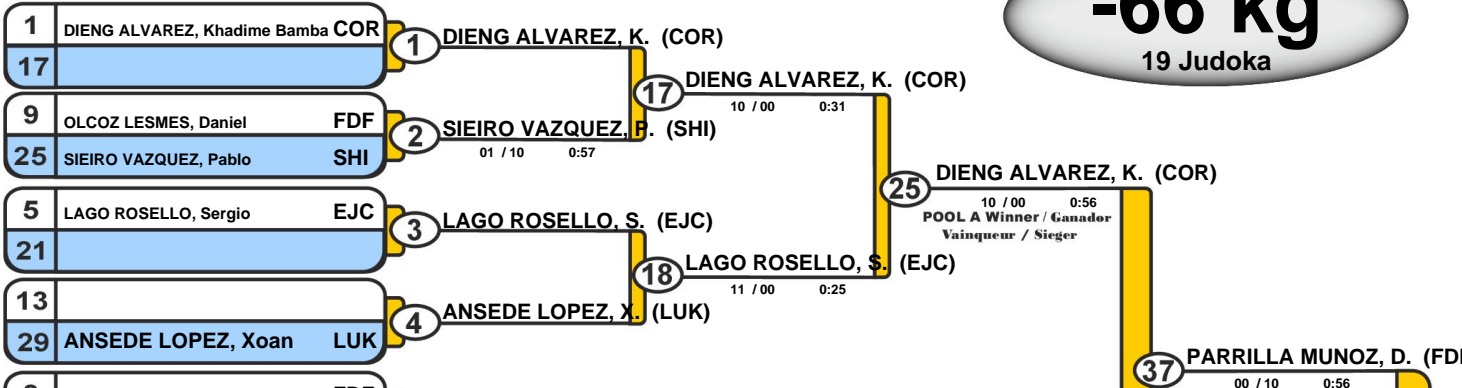 -66 kg
19 Judoka
1 DIENG ALVAREZ, Khadime Bamba COR
17
1
DIENG ALVAREZ, K. (COR)
9 OLCOZ LESMES, Daniel FDF
25 SIEIRO VAZQUEZ, Pablo SHI
2
SIEIRO VAZQUEZ, P. (SHI)
01 / 10 0:57
17
DIENG ALVAREZ, K. (COR)
10 / 00 0:31
5 LAGO ROSELLO, Sergio EJC
21
3
LAGO ROSELLO, S. (EJC)
13
29 ANSEDE LOPEZ, Xoan LUK
4
ANSEDE LOPEZ, X. (LUK)
18
LAGO ROSELLO, S. (EJC)
11 / 00 0:25
25
DIENG ALVAREZ, K. (COR)
10 / 00 0:56
POOL A Winner / Ganador
Vainqueur / Sieger
37
PARRILLA MUNOZ, D. (FD
00 / 10 0:56